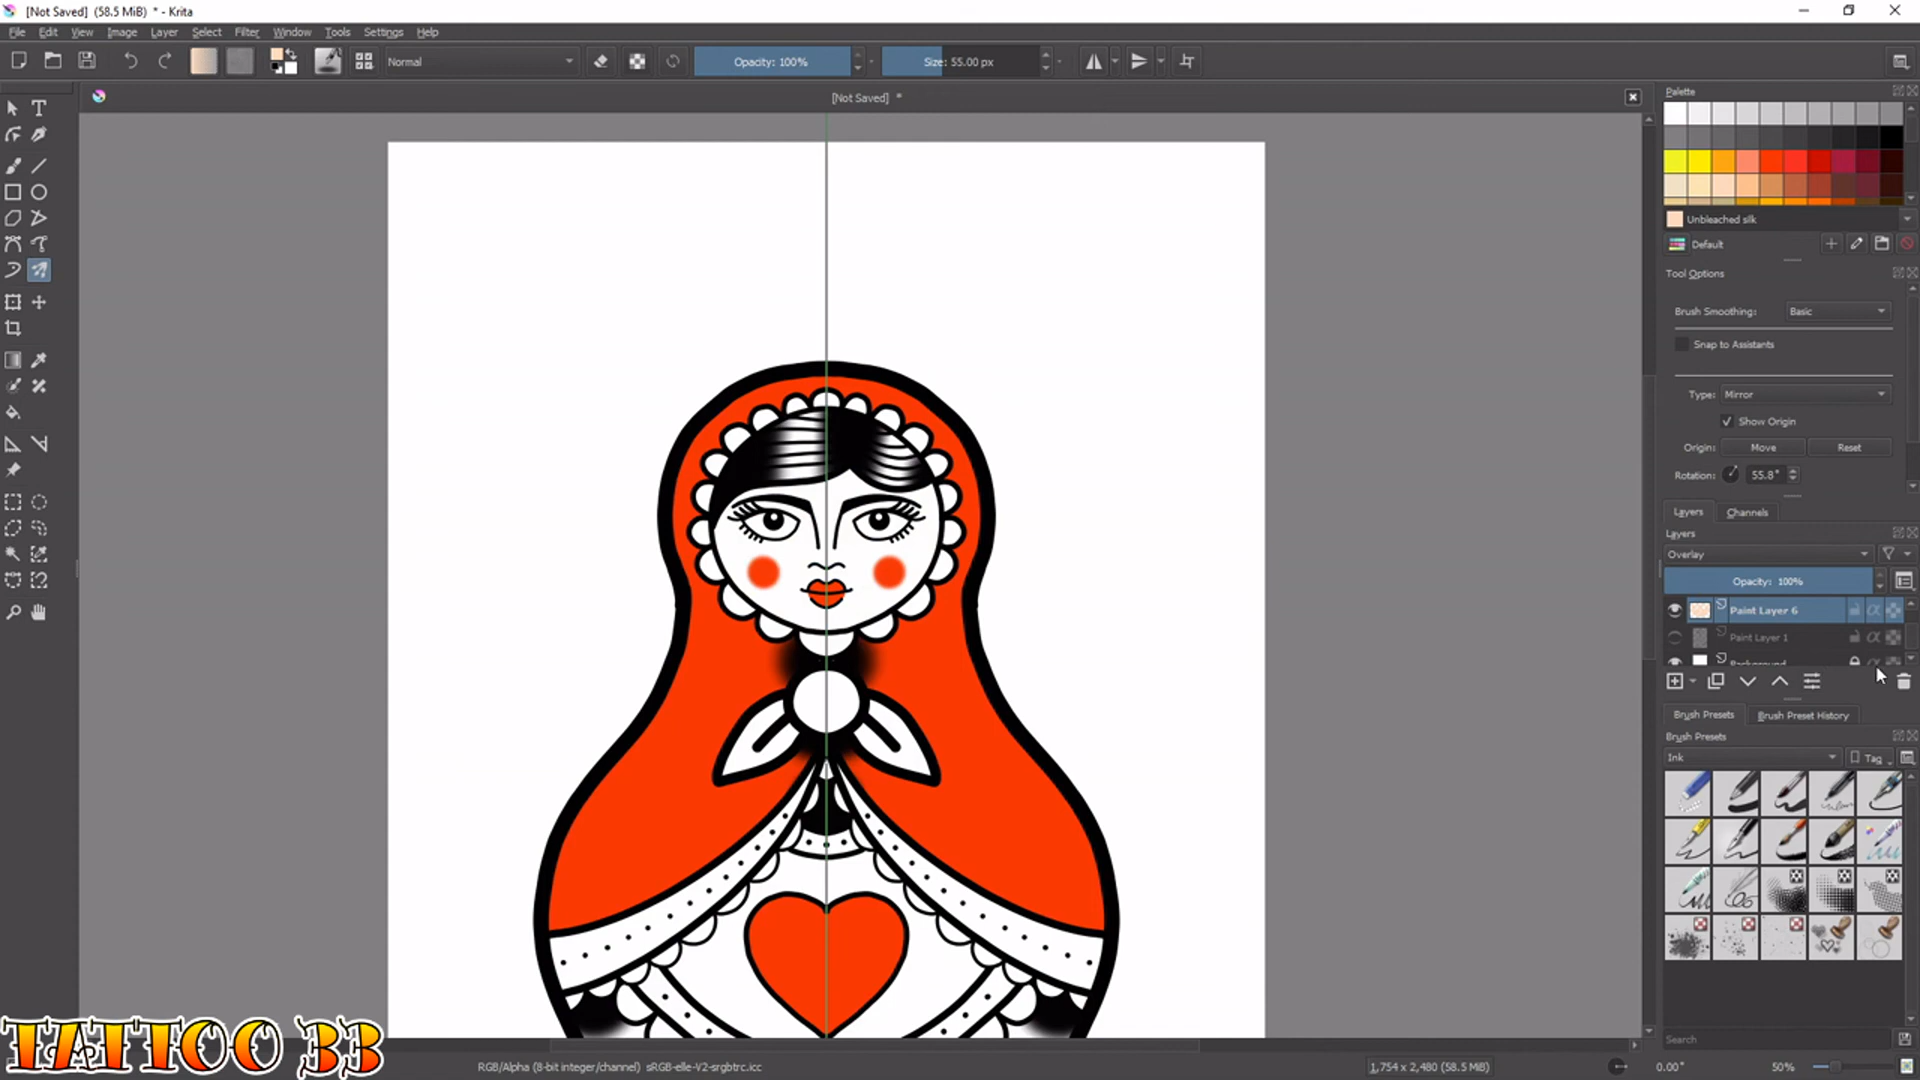 [Not Saved] (58.5 MiB) * - Krita
File Edit View Image Layer Select Filter Window Tools Settings Help
Normal
Opacity: 100%
Size: 55.00 px
[Not Saved] *
Palette
Unbleached silk
Default
Tool Options
Brush Smoothing: Basic
Snap to Assistants
Type: Mirror
Show Origin
Origin: Move Reset
Rotation: 55.8°
Layers Channels
Layers
Overlay
Opacity: 100%
Paint Layer 6
Paint Layer 1
Background
Brush Presets Brush Preset History
Brush Presets
Ink Tag
Search
TATTOO 33
RGB/Alpha (8-bit integer/channel) sRGB-elle-V2-srgbtrc.icc
1,754 x 2,480 (58.5 MiB)
0.00°
50%